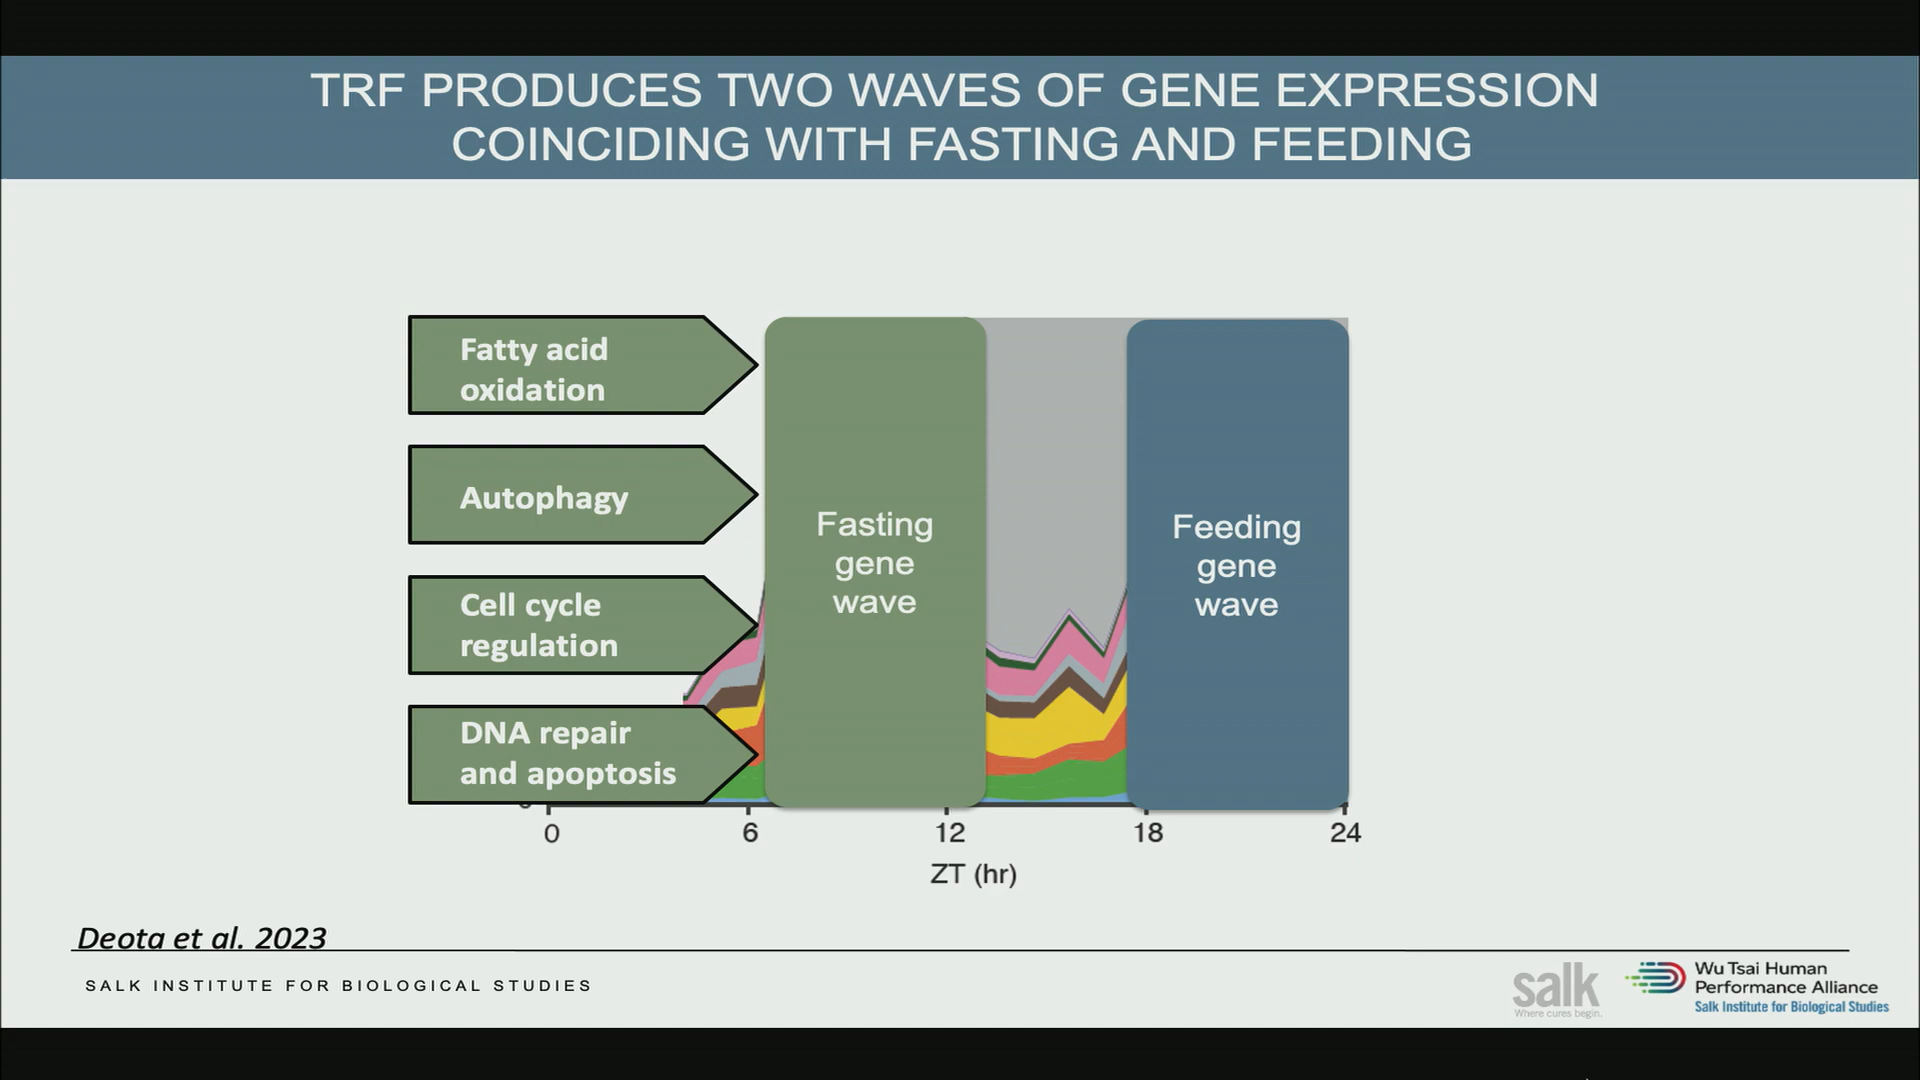 TRF PRODUCES TWO WAVES OF GENE EXPRESSION
COINCIDING WITH FASTING AND FEEDING
Fatty acid
oxidation
Autophagy
Cell cycle
regulation
DNA repair
and apoptosis
Fasting
gene
wave
Feeding
gene
wave
0
6
12
18
24
ZT (hr)
Deota et al. 2023
SALK INSTITUTE FOR BIOLOGICAL STUDIES
salk
Where cures begin.
Wu Tsai Human
Performance Alliance
Salk Institute for Biological Studies